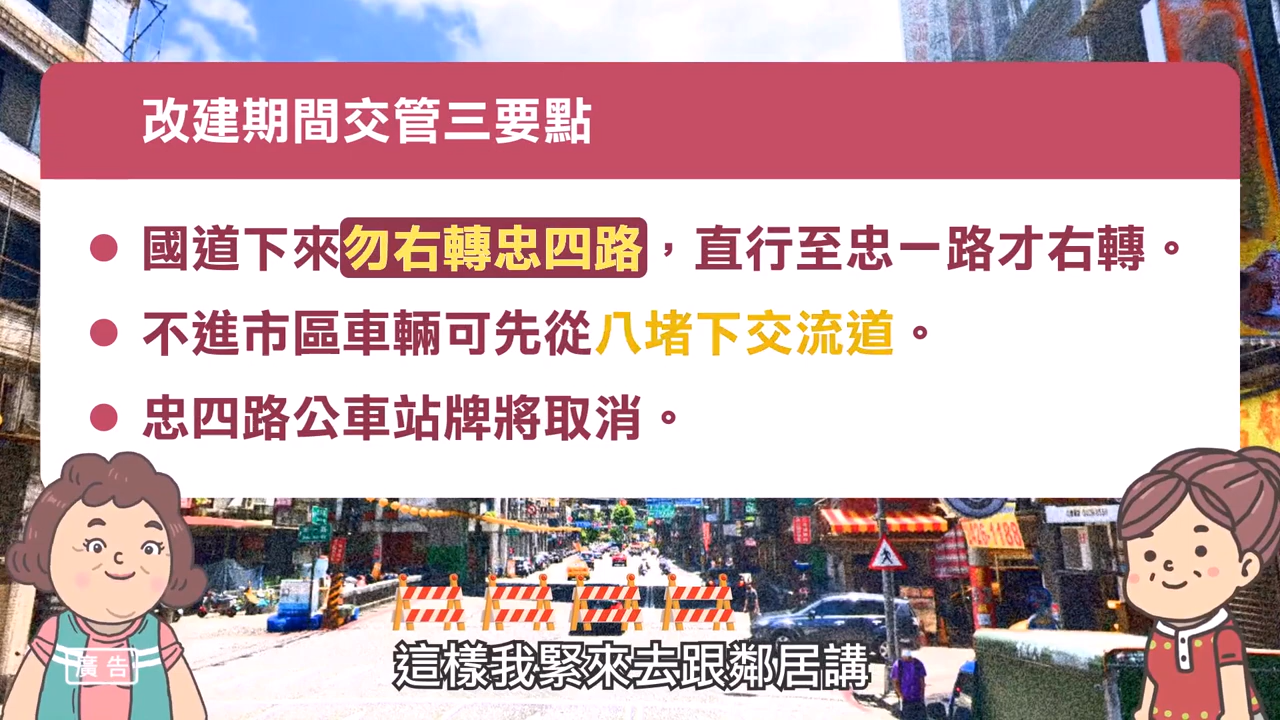 改建期間交管三要點
國道下來勿右轉忠四路，直行至忠一路才右轉。
不進市區車輛可先從八堵下交流道。
忠四路公車站牌將取消。
廣告
這樣我緊來去跟鄰居講